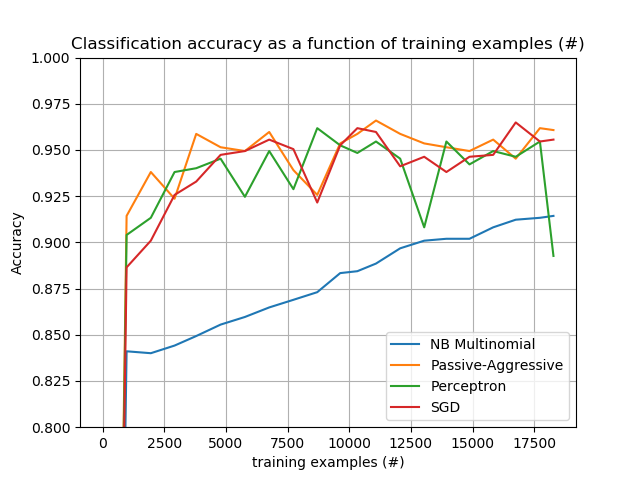 Classification accuracy as a function of training examples (#)
1.000
0.975
0.950
0.925
0.900
0.875
0.850
0.825
0.800
Accuracy
NB Multinomial
Passive-Aggressive
Perceptron
SGD
0 2500 5000 7500 10000 12500 15000 17500
training examples (#)